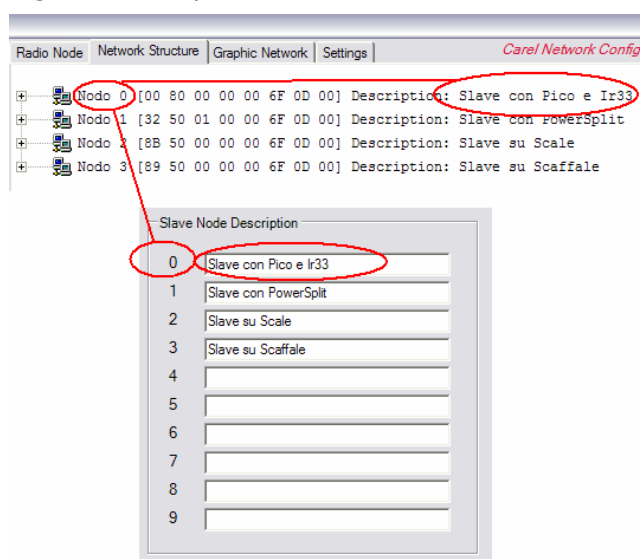 Radio Node Network Structure Graphic Network Settings Carel Network Config
Nodo 0 [00 80 00 00 00 6F 0D 00] Description: Slave con Pico e Ir33
Nodo 1 [32 50 01 00 00 6F 0D 00] Description: Slave con PowerSplit
Nodo 2 [8B 50 00 00 00 6F 0D 00] Description: Slave su Scale
Nodo 3 [89 50 00 00 00 6F 0D 00] Description: Slave su Scaffale
Slave Node Description
0 Slave con Pico e Ir33
1 Slave con PowerSplit
2 Slave su Scale
3 Slave su Scaffale
4
5
6
7
8
9